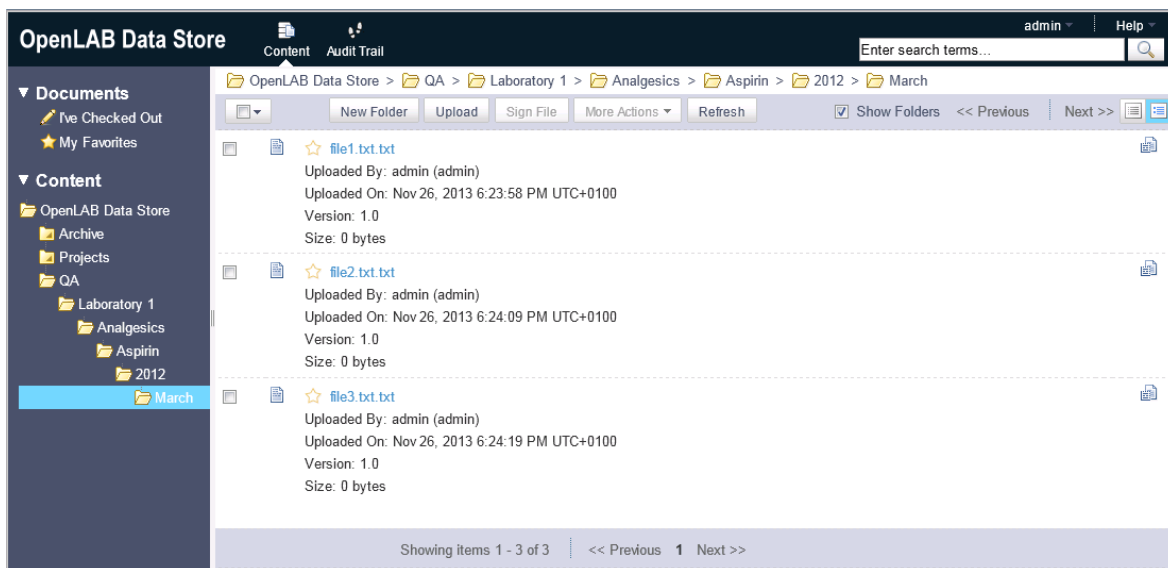 OpenLAB Data Store
Content
Audit Trail
admin
Help
Enter search terms...
Documents
I've Checked Out
My Favorites
Content
OpenLAB Data Store
Archive
Projects
QA
Laboratory 1
Analgesics
Aspirin
2012
March
OpenLAB Data Store > QA > Laboratory 1 > Analgesics > Aspirin > 2012 > March
New Folder Upload Sign File More Actions Refresh Show Folders << Previous Next >>
file1.txt.txt
Uploaded By: admin (admin)
Uploaded On: Nov 26, 2013 6:23:58 PM UTC+0100
Version: 1.0
Size: 0 bytes
file2.txt.txt
Uploaded By: admin (admin)
Uploaded On: Nov 26, 2013 6:24:09 PM UTC+0100
Version: 1.0
Size: 0 bytes
file3.txt.txt
Uploaded By: admin (admin)
Uploaded On: Nov 26, 2013 6:24:19 PM UTC+0100
Version: 1.0
Size: 0 bytes
Showing items 1 - 3 of 3 << Previous 1 Next >>